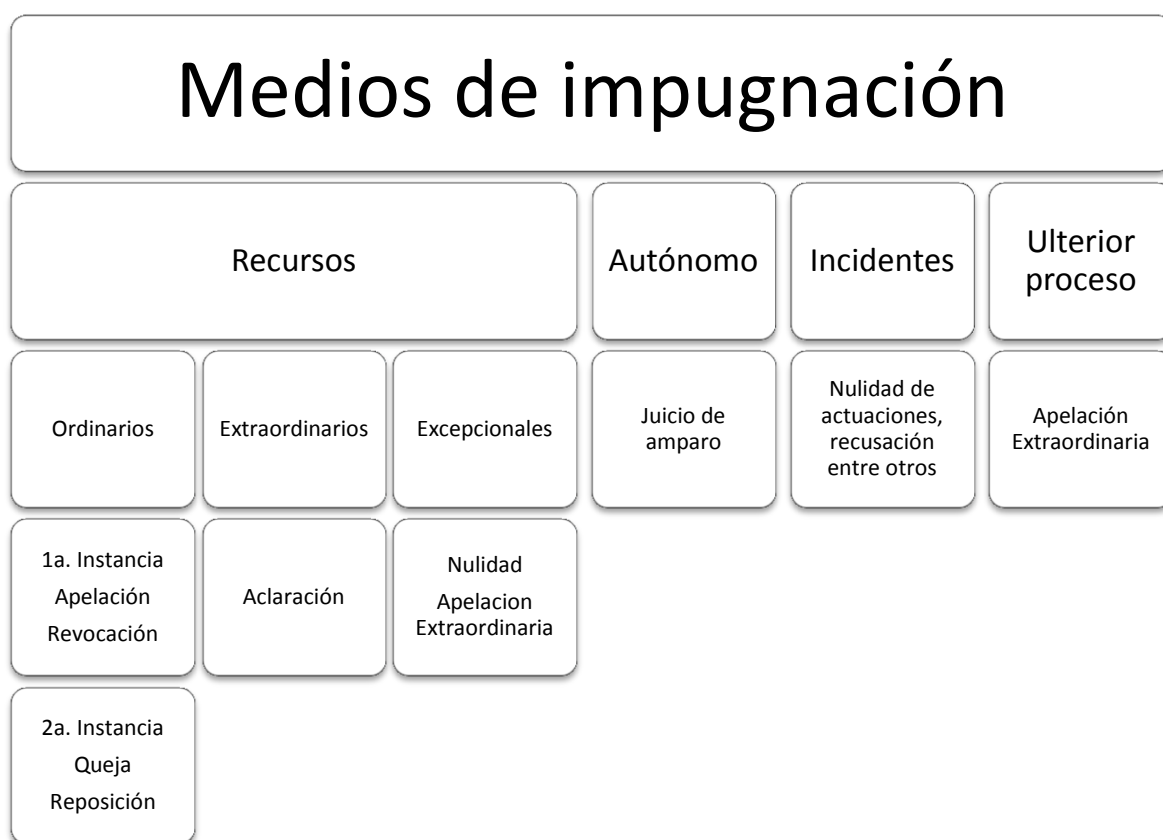 Medios de impugnación
Recursos
Autónomo
Incidentes
Ulterior
proceso
Ordinarios
Extraordinarios
Excepcionales
Juicio de
amparo
Nulidad de
actuaciones,
recusación
entre otros
Apelación
Extraordinaria
1a. Instancia
Apelación
Revocación
Aclaración
Nulidad
Apelacion
Extraordinaria
2a. Instancia
Queja
Reposición